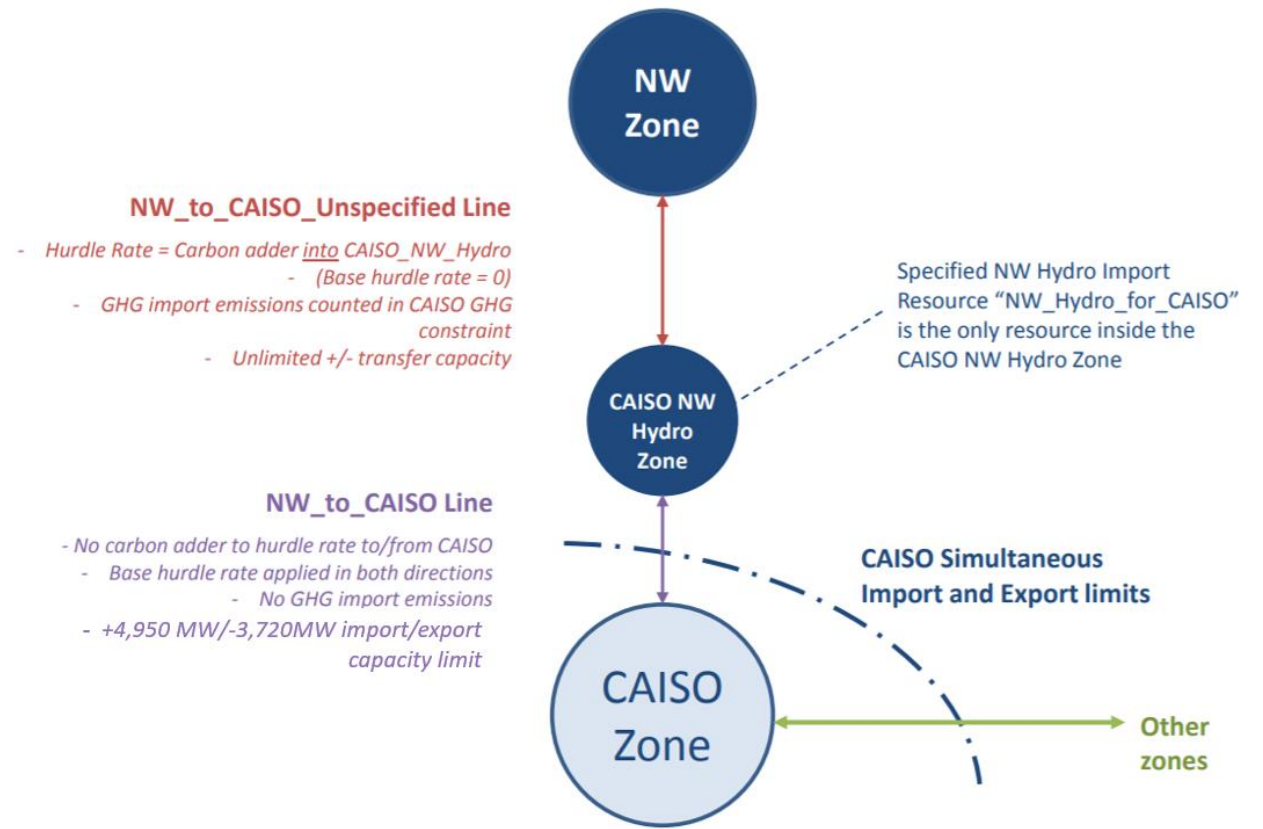 NW
Zone
NW_to_CAISO_Unspecified Line
- Hurdle Rate = Carbon adder into CAISO_NW_Hydro
- (Base hurdle rate = 0)
- GHG import emissions counted in CAISO GHG
constraint
- Unlimited +/- transfer capacity
Specified NW Hydro Import
Resource “NW_Hydro_for_CAISO”
is the only resource inside the
CAISO NW Hydro Zone
CAISO NW
Hydro
Zone
NW_to_CAISO Line
- No carbon adder to hurdle rate to/from CAISO
- Base hurdle rate applied in both directions
- No GHG import emissions
- +4,950 MW/-3,720MW import/export
capacity limit
CAISO Simultaneous
Import and Export limits
CAISO
Zone
Other
zones